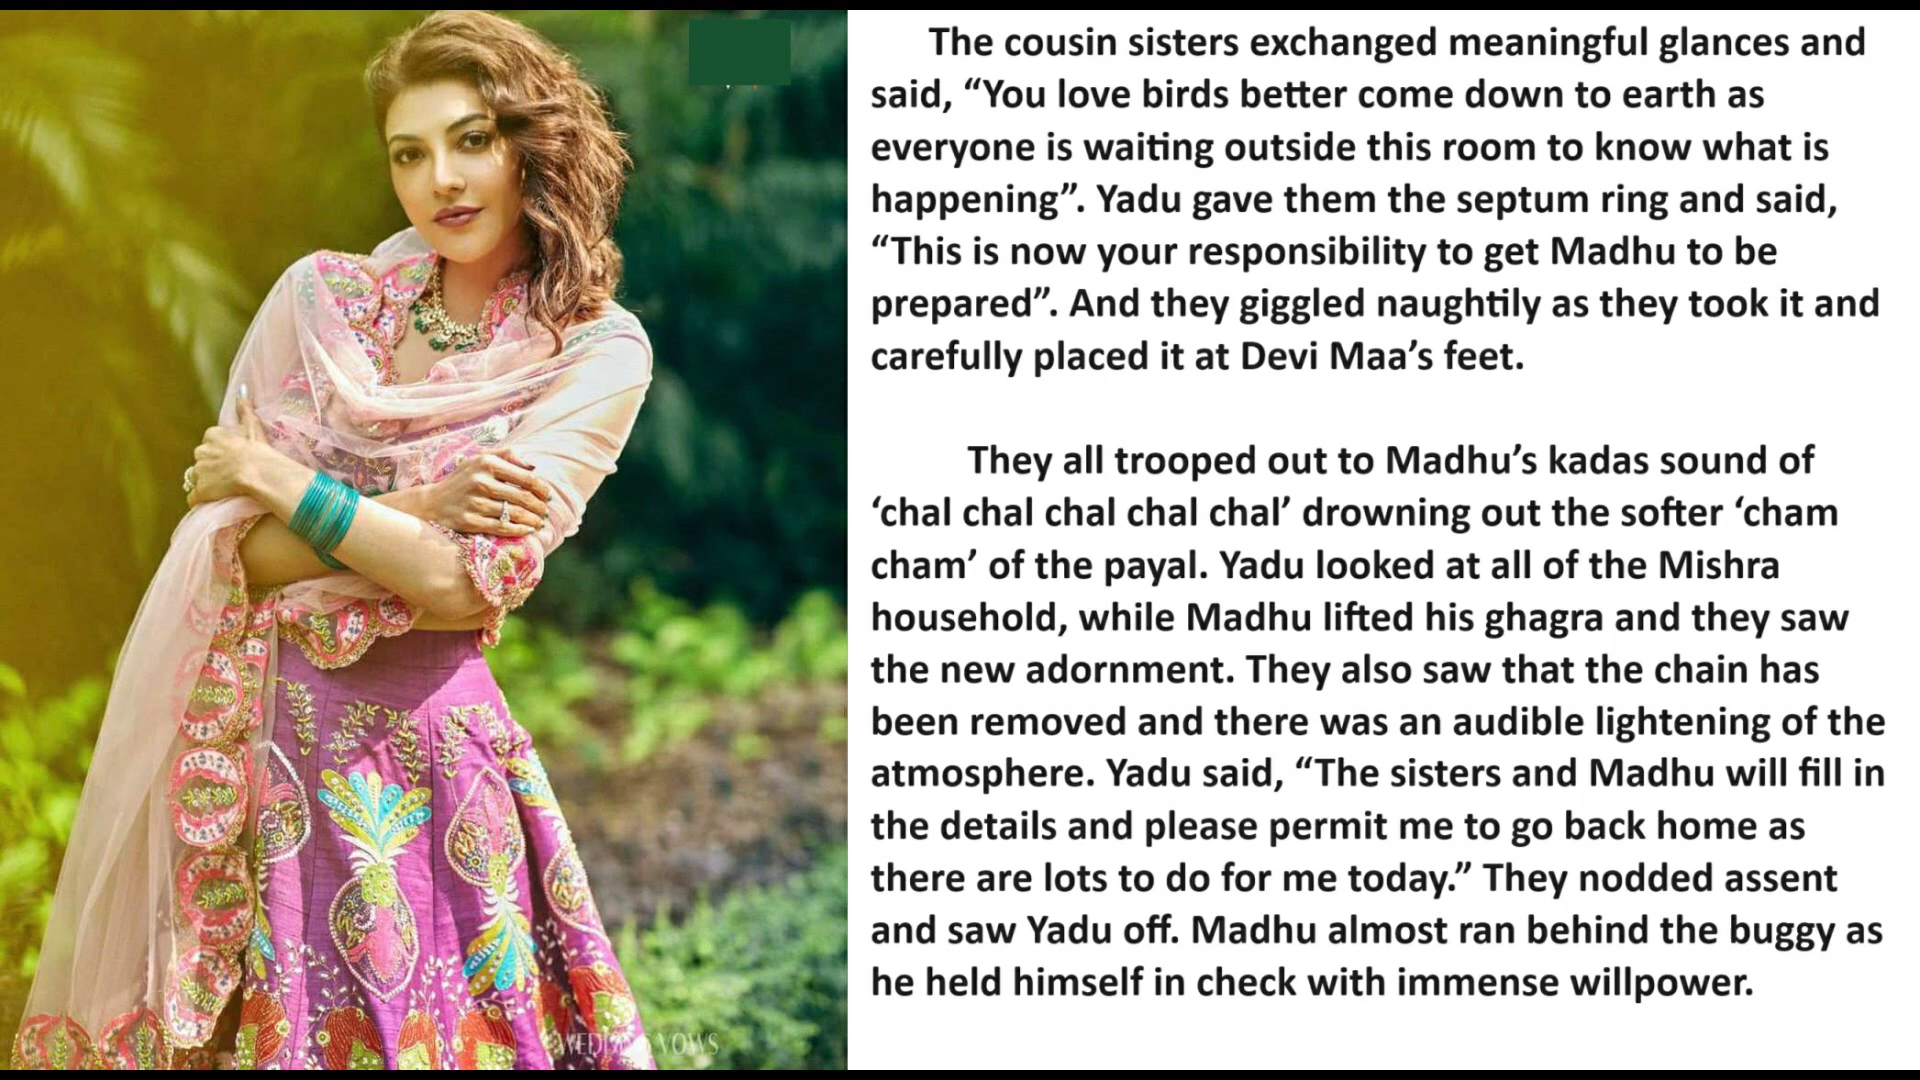 The cousin sisters exchanged meaningful glances and
said, “You love birds better come down to earth as
everyone is waiting outside this room to know what is
happening”. Yadu gave them the septum ring and said,
“This is now your responsibility to get Madhu to be
prepared”. And they giggled naughtily as they took it and
carefully placed it at Devi Maa’s feet.
They all trooped out to Madhu’s kadas sound of
‘chal chal chal chal chal’ drowning out the softer ‘cham
cham’ of the payal. Yadu looked at all of the Mishra
household, while Madhu lifted his ghagra and they saw
the new adornment. They also saw that the chain has
been removed and there was an audible lightening of the
atmosphere. Yadu said, “The sisters and Madhu will fill in
the details and please permit me to go back home as
there are lots to do for me today.” They nodded assent
and saw Yadu off. Madhu almost ran behind the buggy as
he held himself in check with immense willpower.
WEDDING VOWS